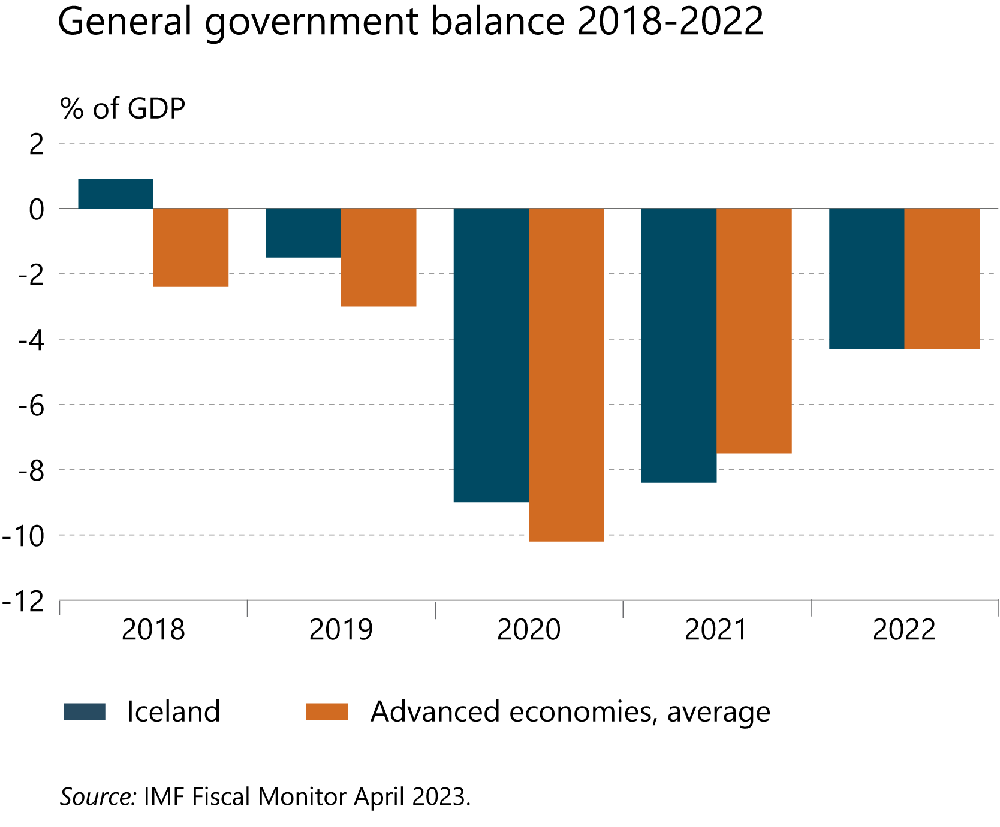 General government balance 2018-2022
% of GDP
2
0
-2
-4
-6
-8
-10
-12
2018 2019 2020 2021 2022
Iceland Advanced economies, average
Source: IMF Fiscal Monitor April 2023.